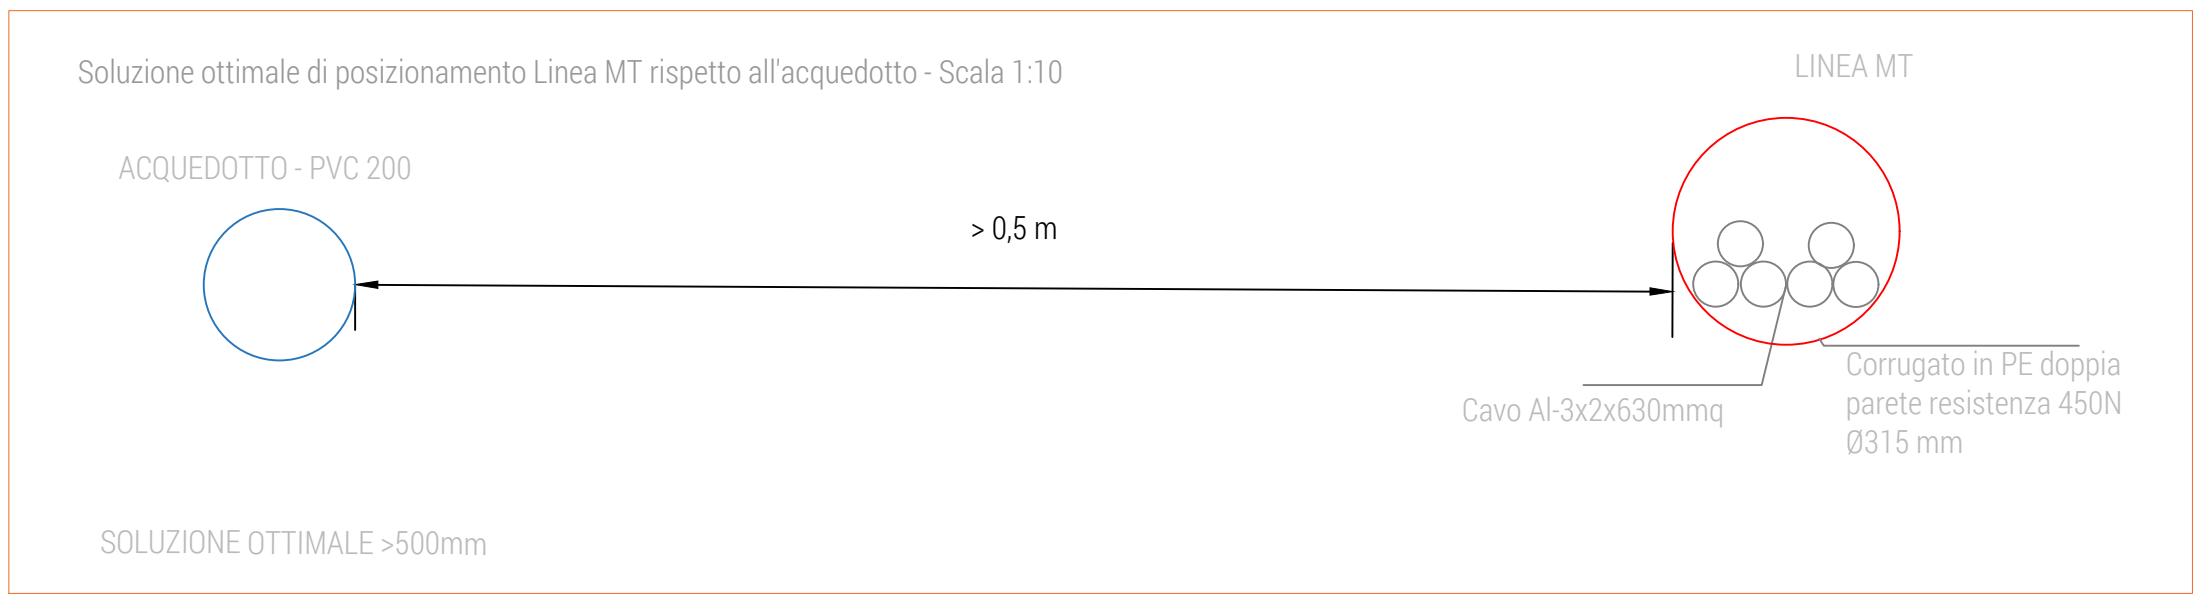 Soluzione ottimale di posizionamento Linea MT rispetto all'acquedotto - Scala 1:10
LINEA MT
ACQUEDOTTO - PVC 200
> 0,5 m
Corrugato in PE doppia
parete resistenza 450N
Ø315 mm
Cavo Al-3x2x630mmq
SOLUZIONE OTTIMALE >500mm